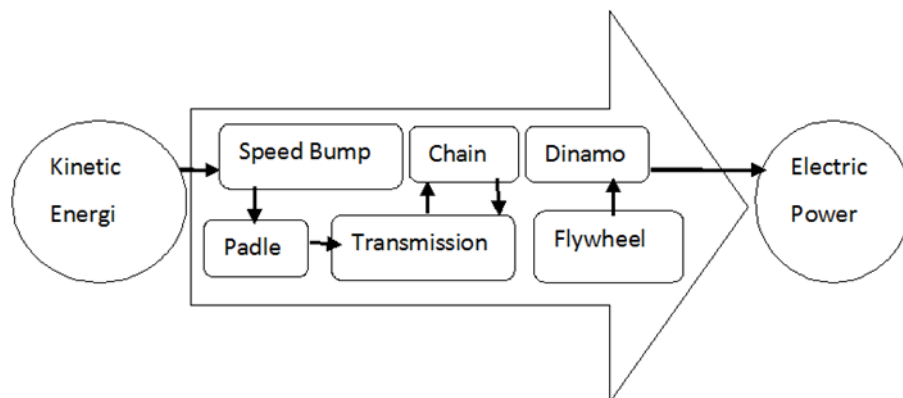 Kinetic
Energi
Speed Bump
Padle
Transmission
Chain
Dinamo
Flywheel
Electric
Power